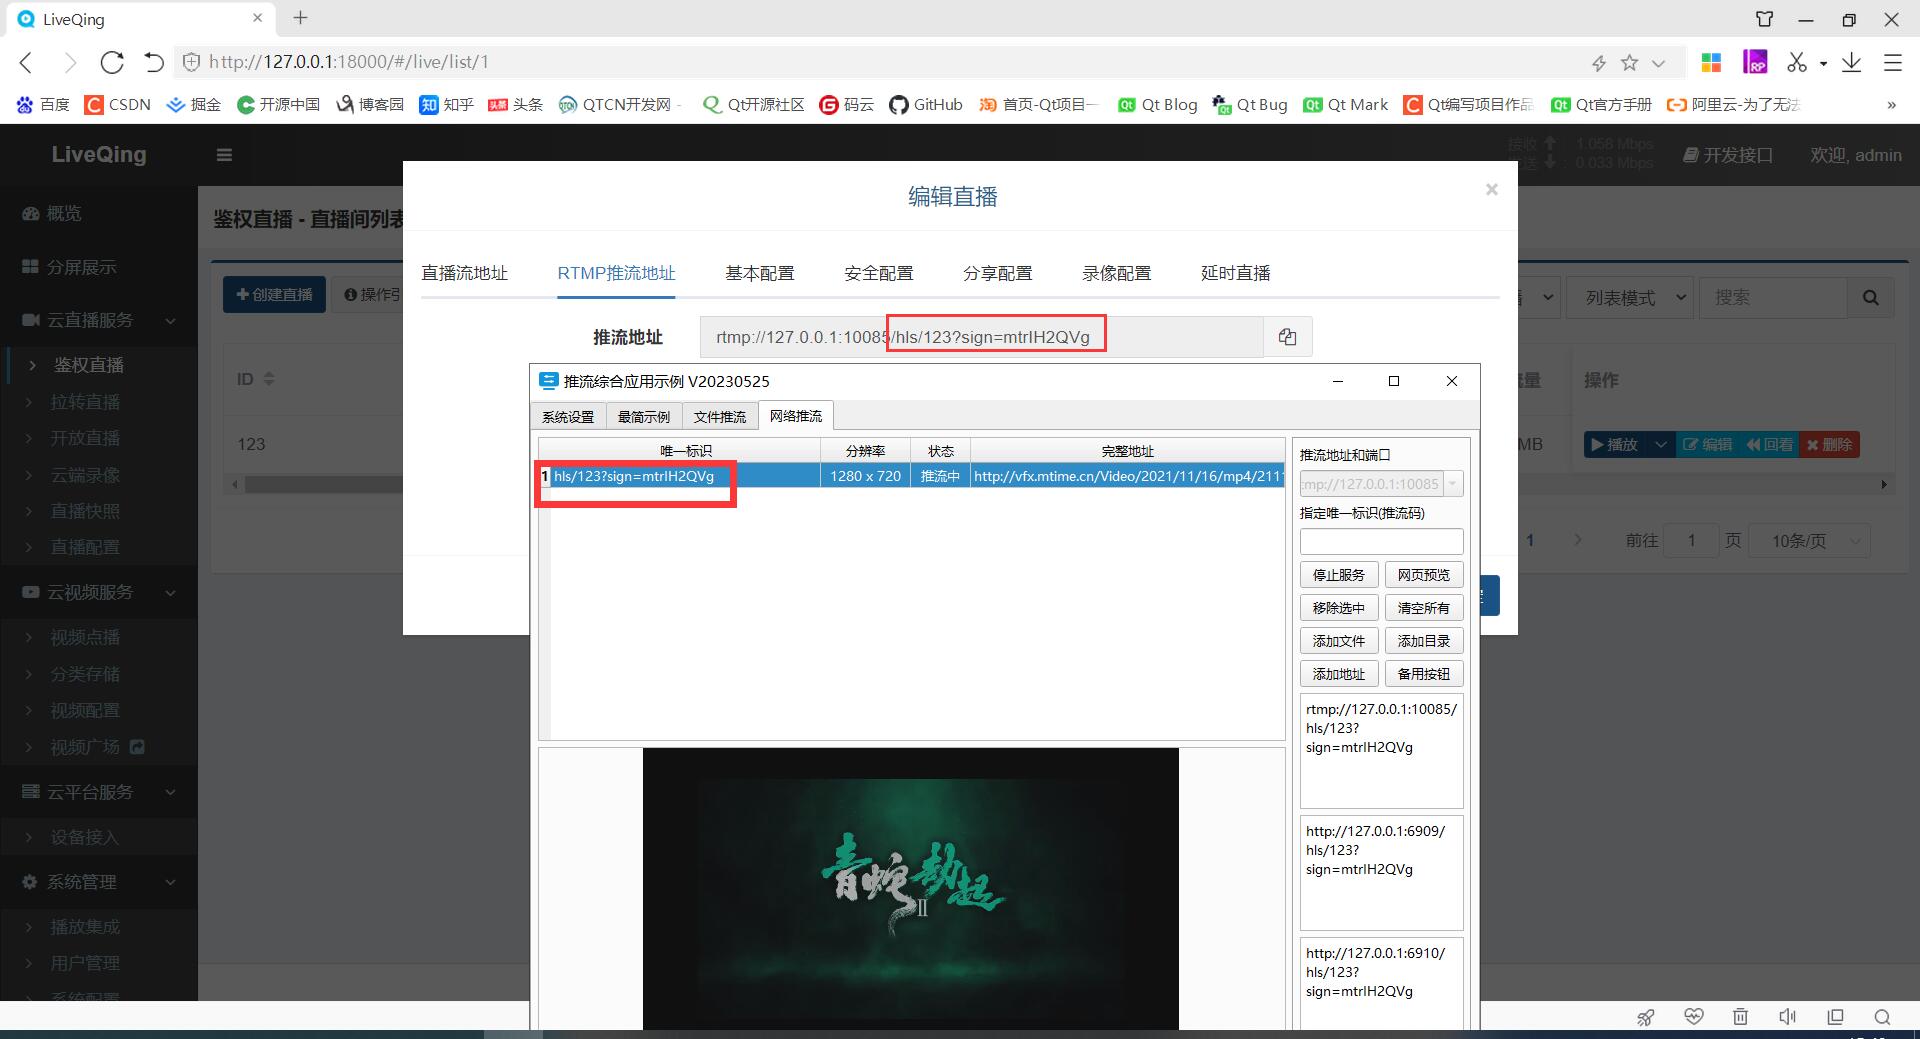 LiveQing
http://127.0.0.1:18000/#/live/list/1
百度
CSDN
掘金
开源中国
博客园
知乎
头条
QTCN开发网 -
Qt开源社区
码云
GitHub
首页-Qt项目一
Qt Blog
Qt Bug
Qt Mark
Qt编写项目作品
Qt官方手册
阿里云-为了无法
»
LiveQing
接收 : 1.058 Mbps
发送 : 0.033 Mbps
开发接口
欢迎, admin
概览
分屏展示
云直播服务
鉴权直播
拉转直播
开放直播
云端录像
直播快照
直播配置
云视频服务
视频点播
分类存储
视频配置
视频广场
云平台服务
设备接入
系统管理
播放集成
用户管理
系统配置
鉴权直播 - 直播间列表
创建直播
操作引
列表模式
搜索
ID
流量
操作
123
MB
播放
编辑
回看
删除
1
前往 1 页
10条/页
编辑直播
直播流地址
RTMP推流地址
基本配置
安全配置
分享配置
录像配置
延时直播
推流地址
rtmp://127.0.0.1:10085/hls/123?sign=mtrIH2QVg
推流综合应用示例 V20230525
系统设置
最简示例
文件推流
网络推流
唯一标识
分辨率
状态
完整地址
1 hls/123?sign=mtrIH2QVg
1280 x 720
推流中
http://vfx.mtime.cn/Video/2021/11/16/mp4/211
推流地址和端口
:mp://127.0.0.1:10085
指定唯一标识(推流码)
停止服务
网页预览
移除选中
清空所有
添加文件
添加目录
添加地址
备用按钮
rtmp://127.0.0.1:10085/
hls/123?
sign=mtrIH2QVg
http://127.0.0.1:6909/
hls/123?
sign=mtrIH2QVg
http://127.0.0.1:6910/
hls/123?
sign=mtrIH2QVg
青蛇劫起
II